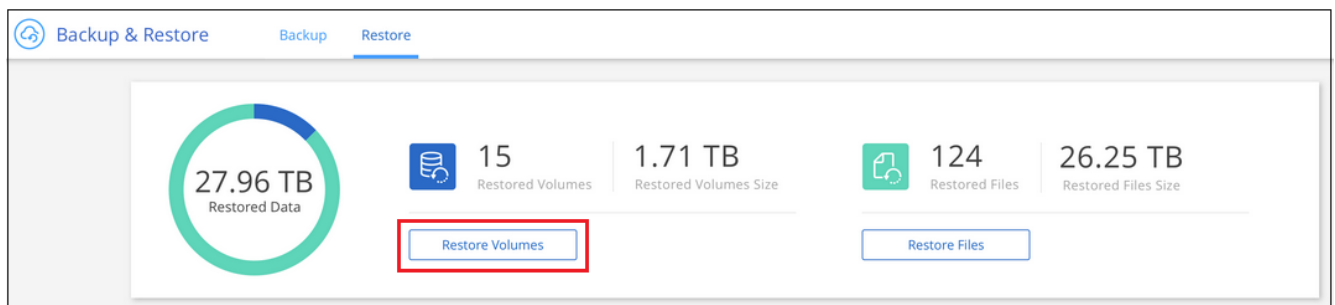 Backup & Restore Backup Restore
27.96 TB
Restored Data
15
Restored Volumes
1.71 TB
Restored Volumes Size
Restore Volumes
124
Restored Files
26.25 TB
Restored Files Size
Restore Files